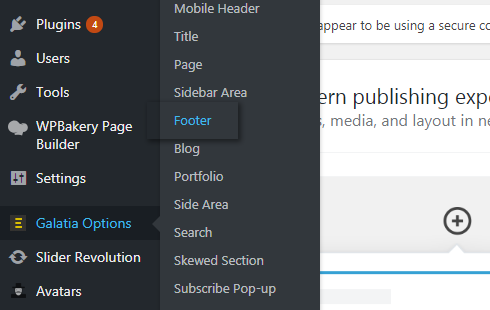 Plugins 4
Users
Tools
WPBakery Page
Builder
Settings
Galatia Options
Slider Revolution
Avatars
Mobile Header
Title
Page
Sidebar Area
Footer
Blog
Portfolio
Side Area
Search
Skewed Section
Subscribe Pop-up
appear to be using a secure co
ern publishing expe
s, media, and layout in ne